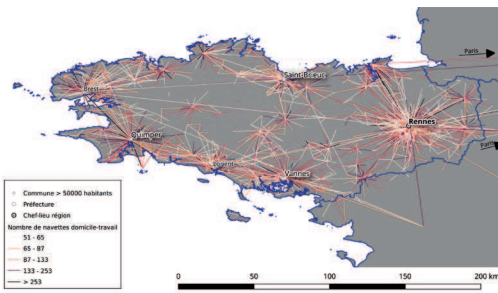 Paris
Saint-Brieuc
Brest
Rennes
Quimper
Paris
Lorient
Vannes
Commune > 50000 habitants
Préfecture
Chef-lieu région
Nombre de navettes domicile-travail
51 - 65
65 - 87
87 - 133
133 - 253
> 253
0 50 100 150 200 km